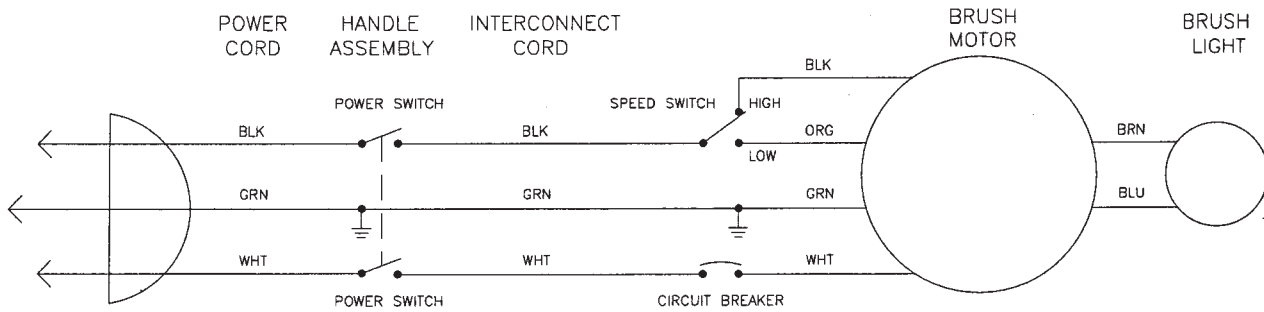 POWER
CORD
HANDLE
ASSEMBLY
INTERCONNECT
CORD
BRUSH
MOTOR
BRUSH
LIGHT
BLK
POWER SWITCH
SPEED SWITCH
HIGH
BLK
BLK
ORG
LOW
BRN
GRN
GRN
GRN
BLU
WHT
WHT
WHT
POWER SWITCH
CIRCUIT BREAKER